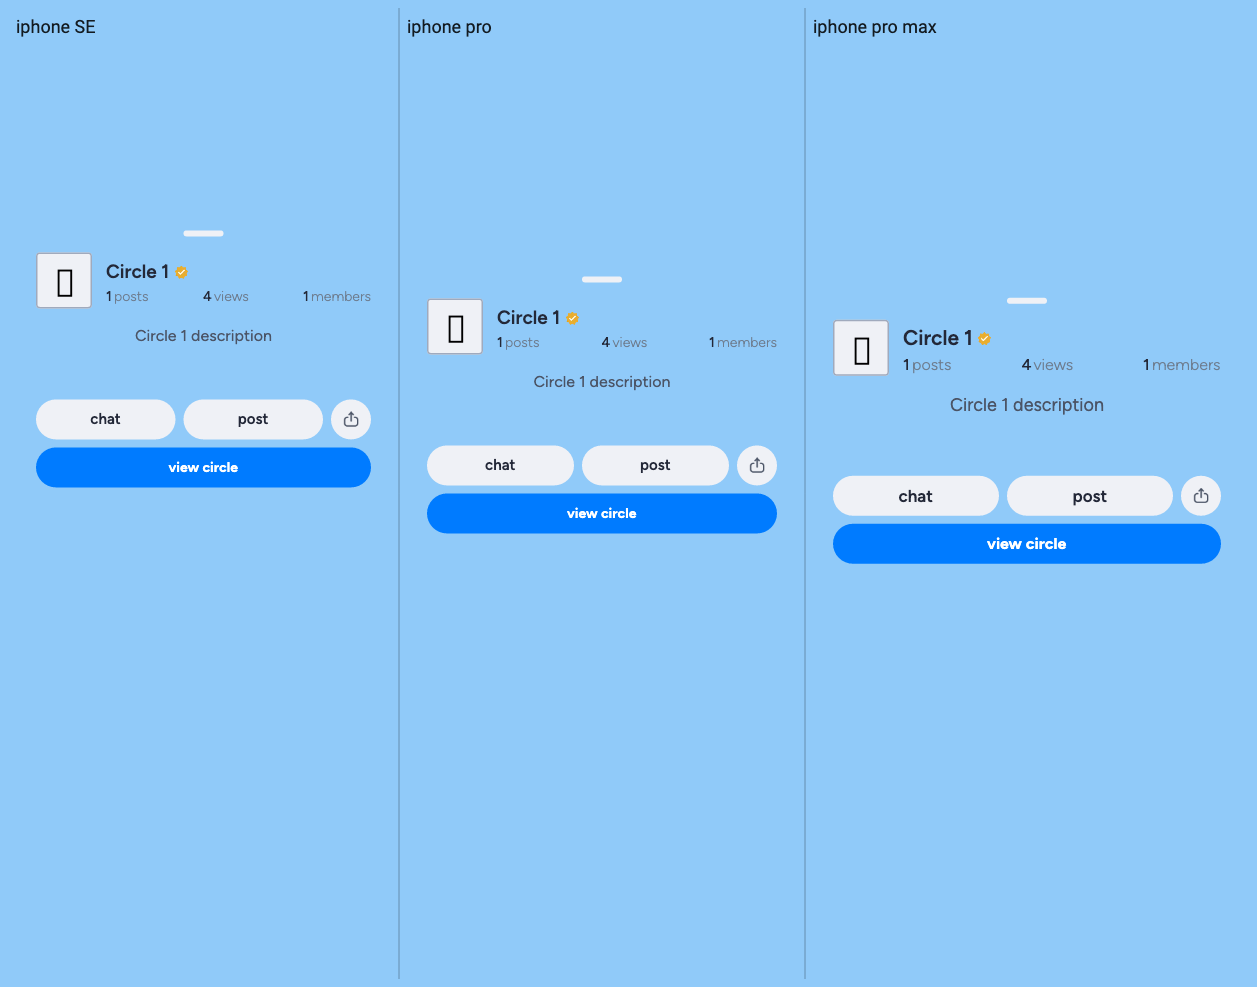 iphone SE
Circle 1
1 posts 4 views 1 members
Circle 1 description
chat post
view circle
iphone pro
Circle 1
1 posts 4 views 1 members
Circle 1 description
chat post
view circle
iphone pro max
Circle 1
1 posts 4 views 1 members
Circle 1 description
chat post
view circle